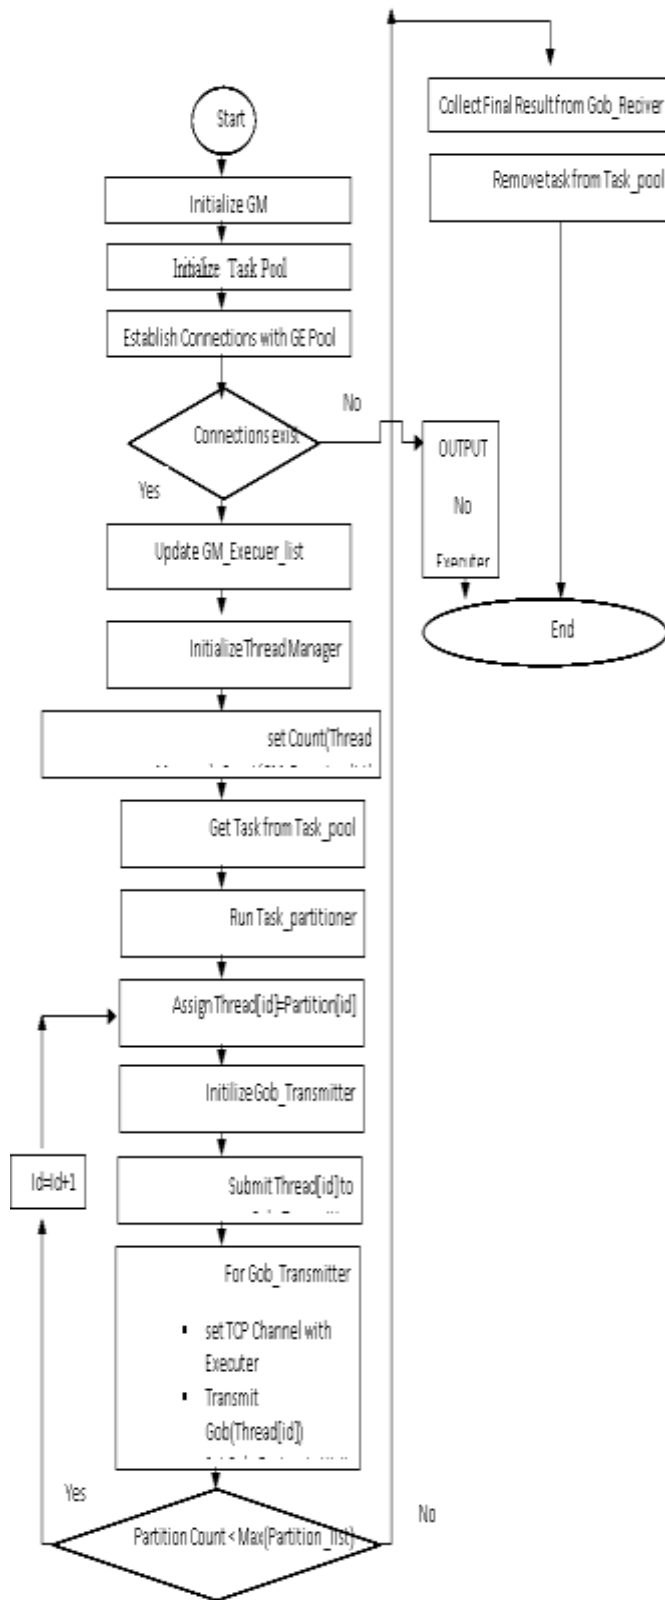 Start
Initialize GM
Initialize Task Pool
Establish Connections with GE Pool
Connections exist
No
Yes
OUTPUT
No
Executer
Update GM_Execuer_list
Initialize Thread Manager
set Count(Thread
Get Task from Task_pool
Run Task_partitioner
Assign Thread[id]=Partition[id]
Initilize Gob_Transmitter
Submit Thread[id] to
Id=Id+1
For Gob_Transmitter
▪ set TCP Channel with
Executer
▪ Transmit
Gob(Thread[id])
Yes
Partition Count < Max(Partition_list)
No
Collect Final Result from Gob_Reciver
Remove task from Task_pool
End